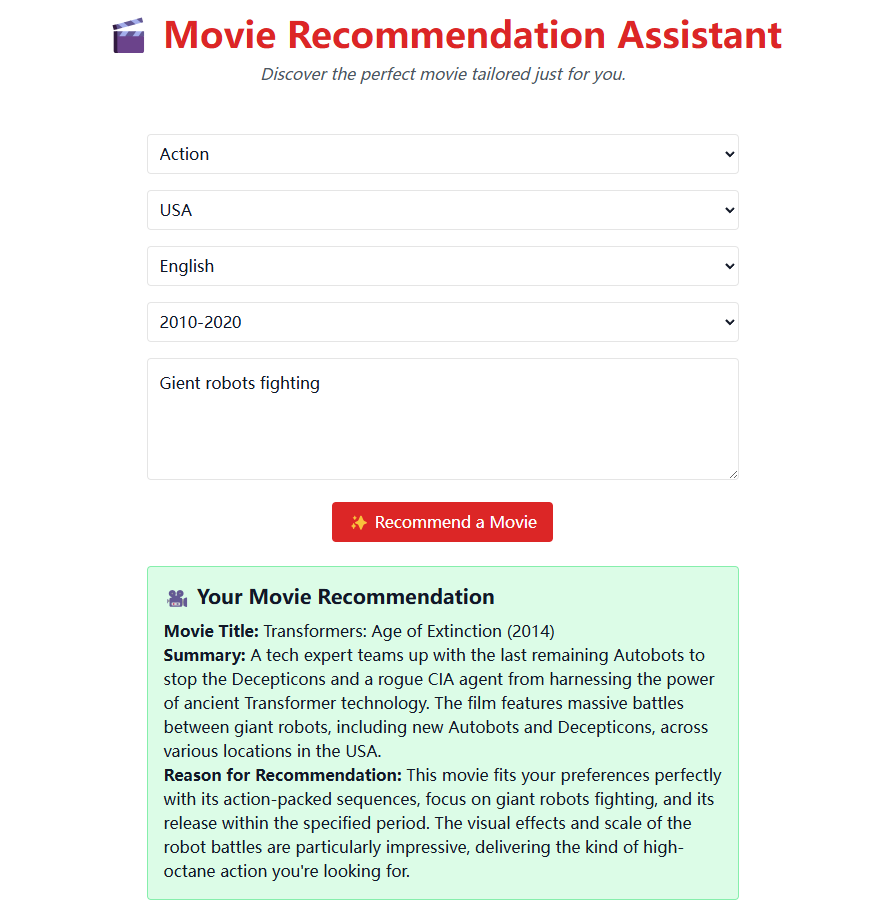 Movie Recommendation Assistant
Discover the perfect movie tailored just for you.
Action
USA
English
2010-2020
Gient robots fighting
✨ Recommend a Movie
Your Movie Recommendation
Movie Title: Transformers: Age of Extinction (2014)
Summary: A tech expert teams up with the last remaining Autobots to
stop the Decepticons and a rogue CIA agent from harnessing the power
of ancient Transformer technology. The film features massive battles
between giant robots, including new Autobots and Decepticons, across
various locations in the USA.
Reason for Recommendation: This movie fits your preferences perfectly
with its action-packed sequences, focus on giant robots fighting, and its
release within the specified period. The visual effects and scale of the
robot battles are particularly impressive, delivering the kind of high-
octane action you're looking for.